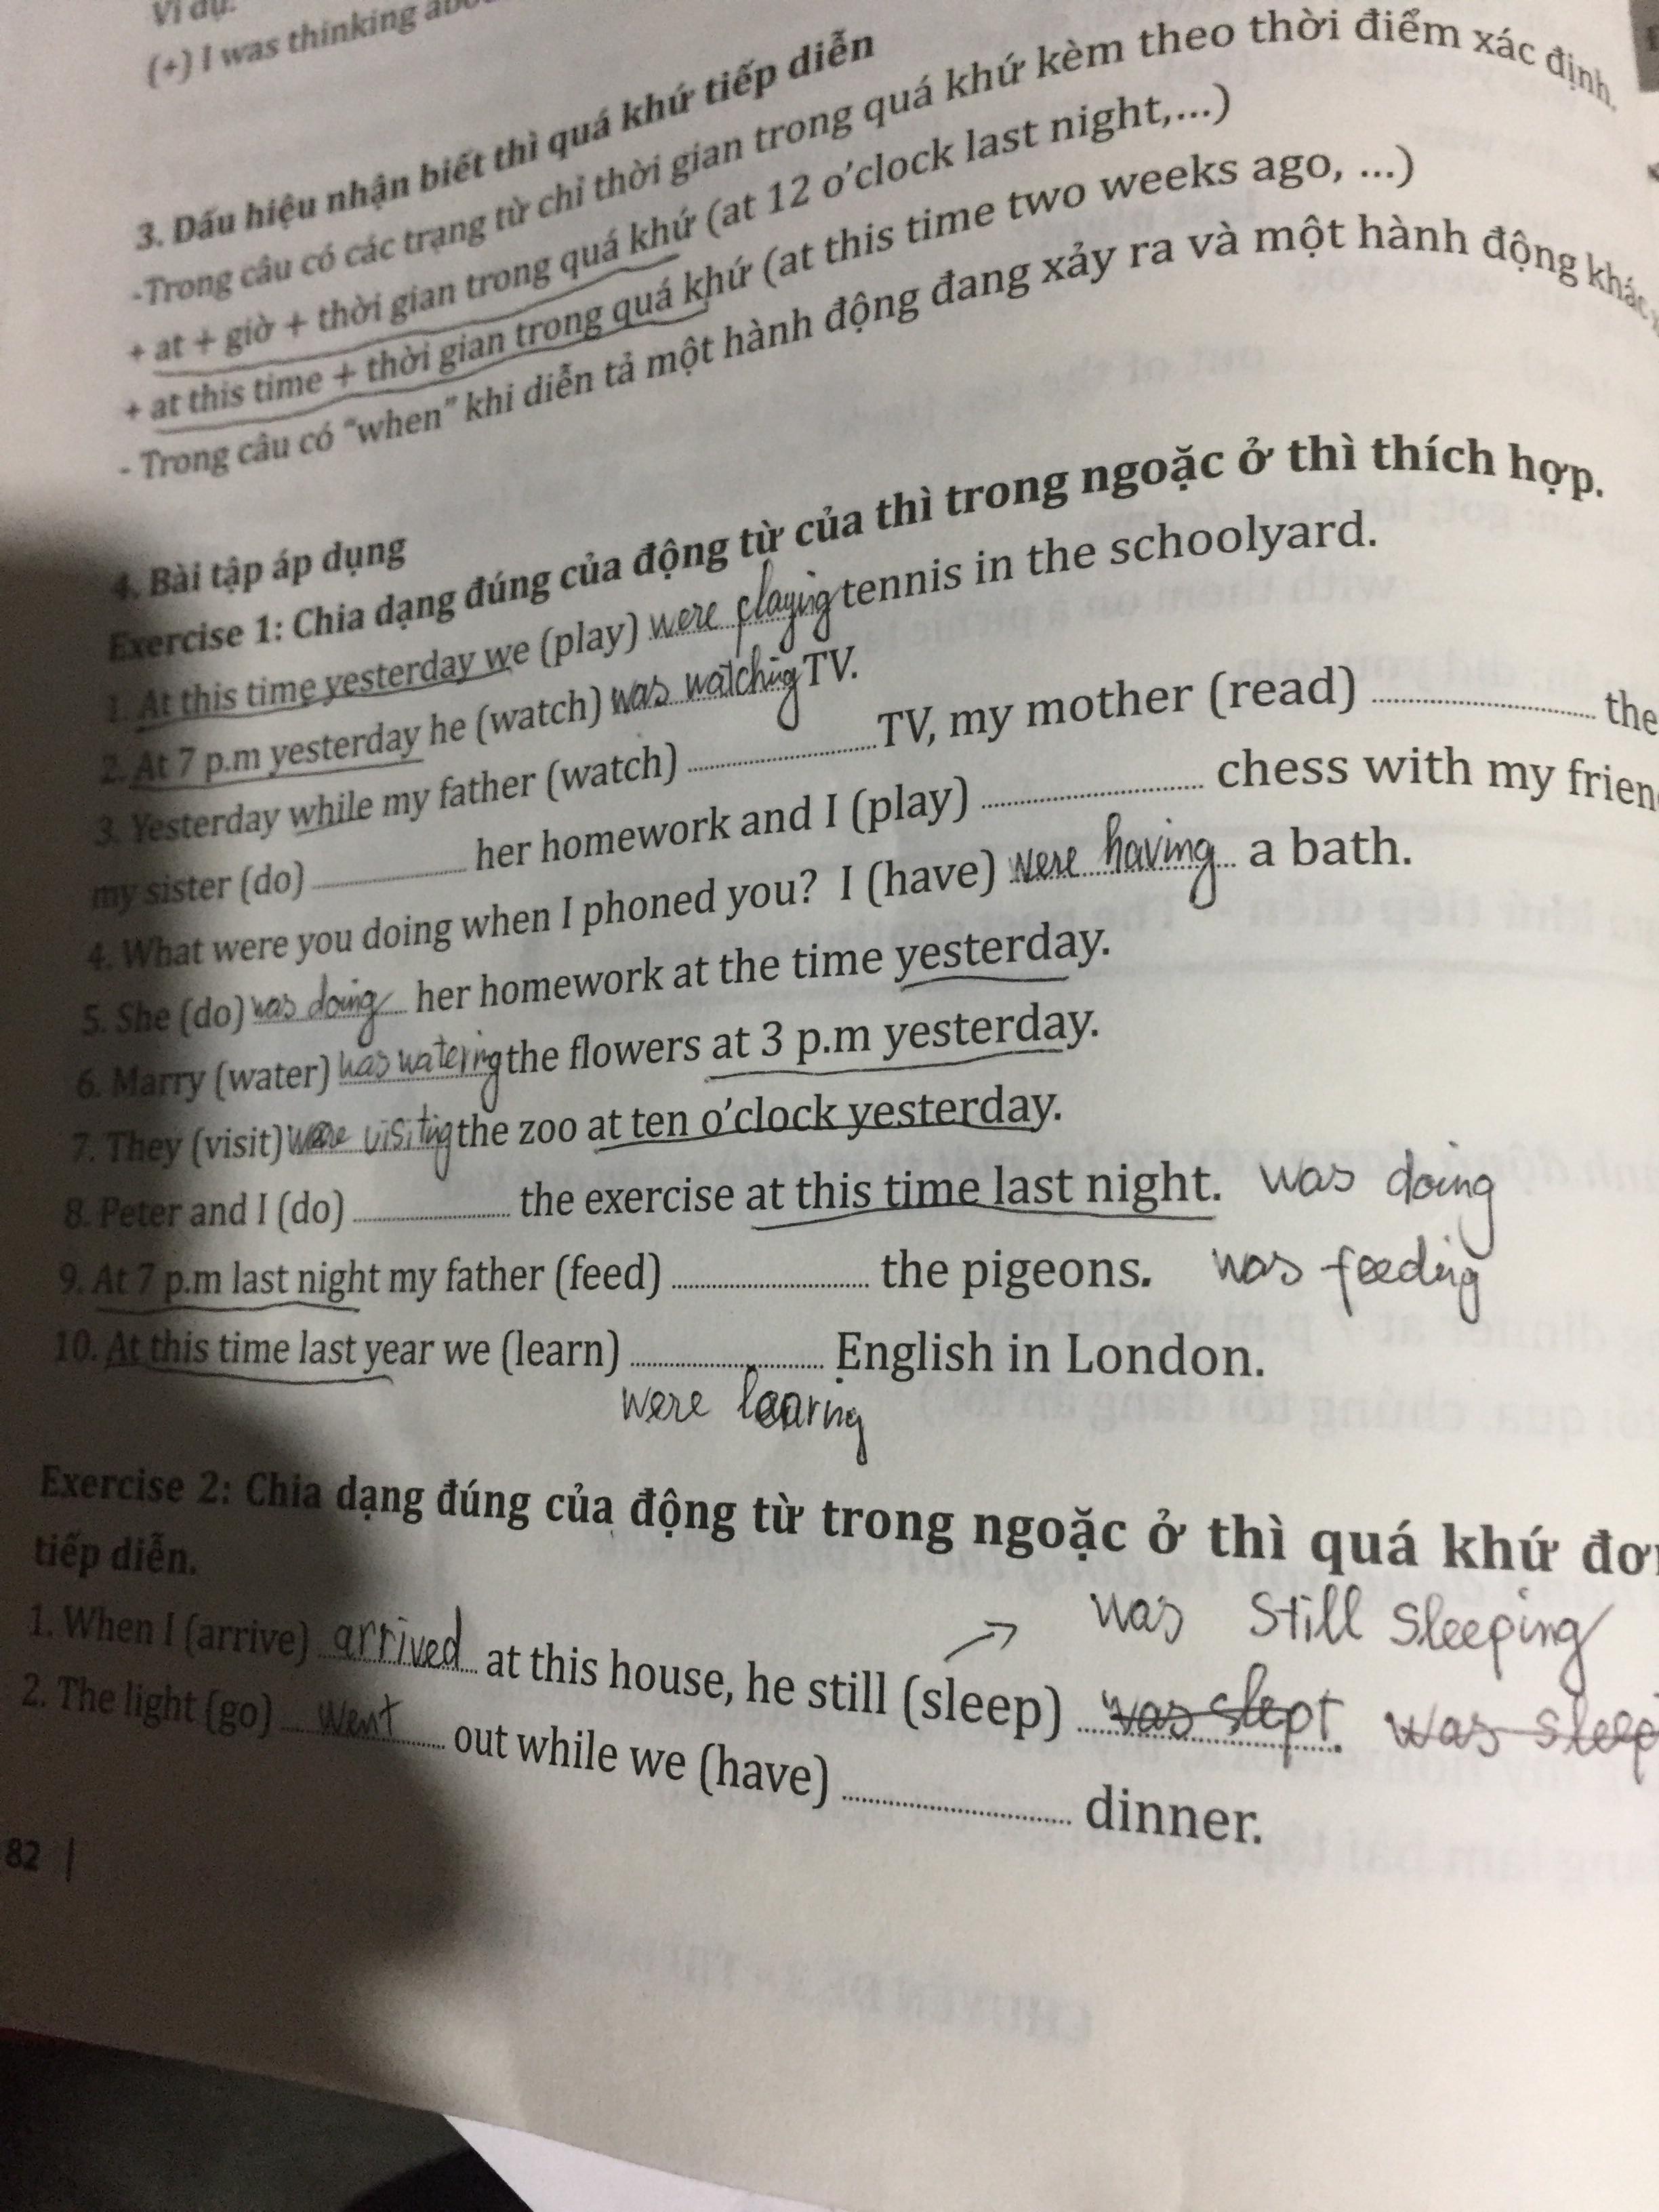 Ví dụ:
(+) I was thinking
3. Dấu hiệu nhận biết thì quá khứ tiếp diễn
-Trong câu có các trạng từ chỉ thời gian trong quá khứ kèm theo thời điểm xác định.
+ at + giờ + thời gian trong quá khứ (at 12 o'clock last night,...)
+ at this time + thời gian trong quá khứ (at this time two weeks ago, ...)
- Trong câu có "when" khi diễn tả một hành động đang xảy ra và một hành động khác
4. Bài tập áp dụng
Exercise 1: Chia dạng đúng của động từ của thì trong ngoặc ở thì thích hợp.
1. At this time yesterday we (play) were playing tennis in the schoolyard.
2. At 7 p.m yesterday he (watch) was watching TV.
3. Yesterday while my father (watch) .................... TV, my mother (read) .................... the
my sister (do) .................... her homework and I (play) .................... chess with my
4. What were you doing when I phoned you? I (have) were having a bath.
5. She (do) was doing her homework at the time yesterday.
6. Marry (water) was watering the flowers at 3 p.m yesterday.
7. They (visit) were visiting the zoo at ten o'clock yesterday.
8. Peter and I (do) .................... the exercise at this time last night. was doing
9. At 7 p.m last night my father (feed) .................... the pigeons. was feeding
10. At this time last year we (learn) .................... English in London.
were
Exercise 2: Chia dạng đúng của động từ trong ngoặc ở thì quá khứ
tiếp diễn.
was still sleeping
1. When I (arrive) arrived at this house, he still (sleep) was slept. was
2. The light (go) went out while we (have) .................... dinner.
82 |